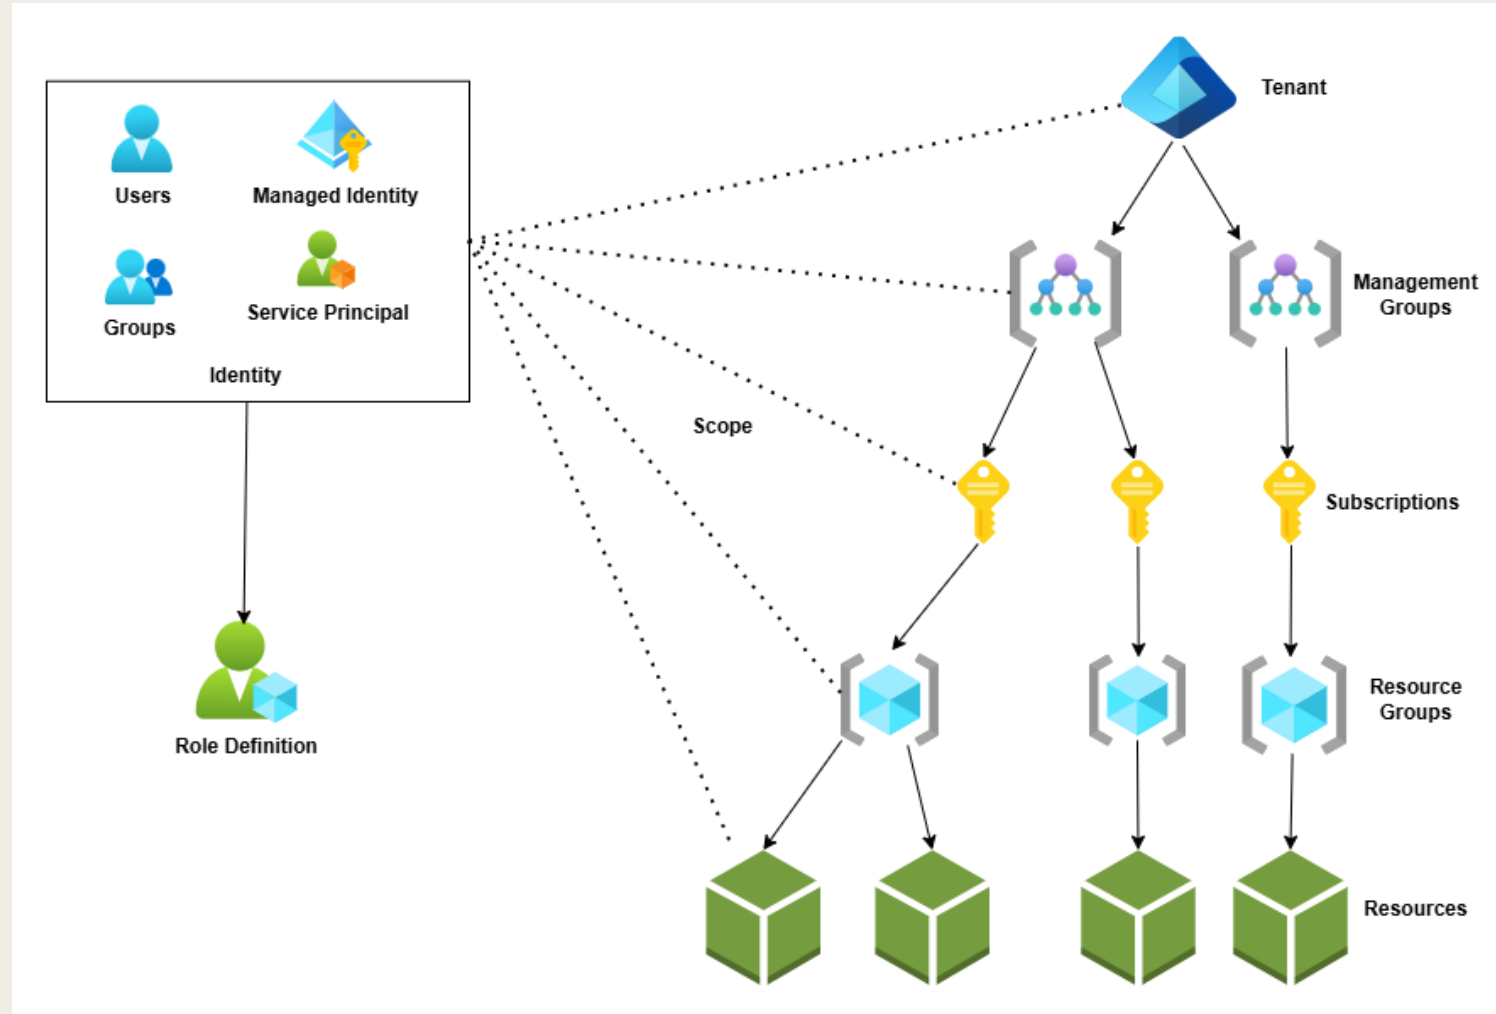 Tenant
Users
Managed Identity
Groups
Service Principal
Identity
Management
Groups
Scope
Subscriptions
Resource
Groups
Role Definition
Resources